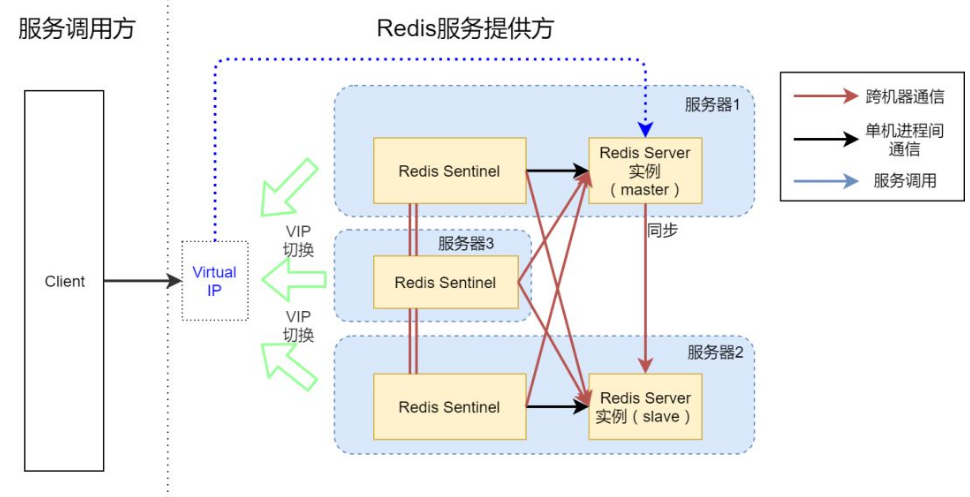 服务调用方
Redis服务提供方
服务器1
Redis Sentinel
Redis Server
实例
（master）
跨机器通信
单机进程间
通信
服务调用
VIP
切换
同步
服务器3
Client
Virtual
IP
Redis Sentinel
VIP
切换
服务器2
Redis Sentinel
Redis Server
实例（slave）